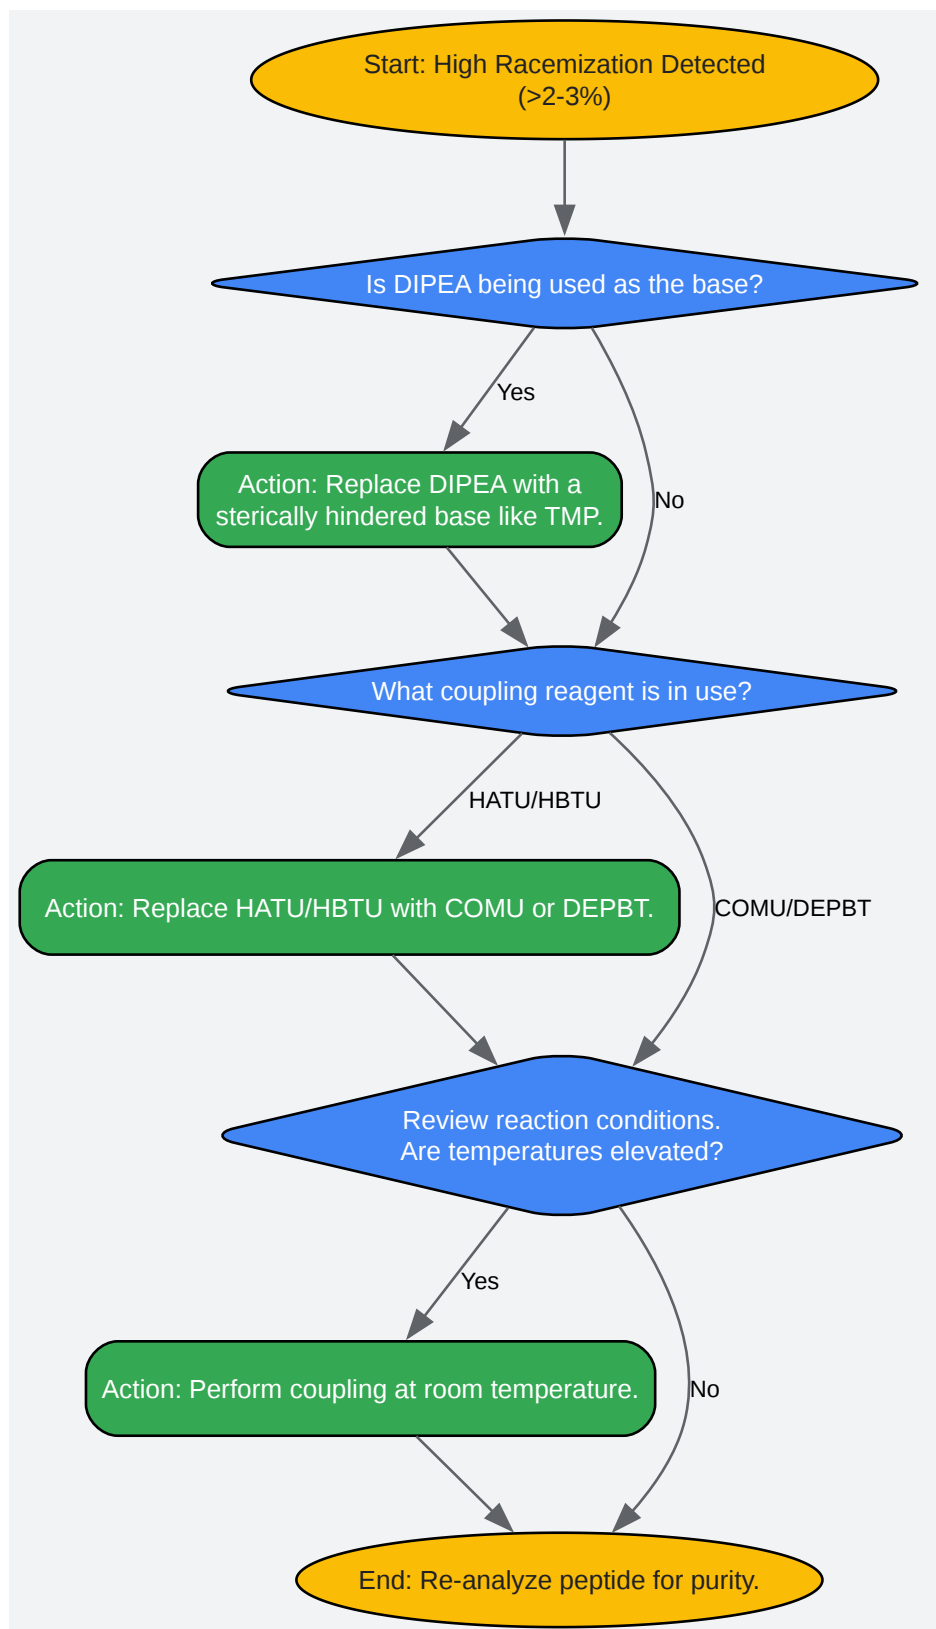 Start: High Racemization Detected
(>2-3%)
Is DIPEA being used as the base?
Yes
Action: Replace DIPEA with a
sterically hindered base like TMP.
No
What coupling reagent is in use?
HATU/HBTU
Action: Replace HATU/HBTU with COMU or DEPBT.
COMU/DEPBT
Review reaction conditions.
Are temperatures elevated?
Yes
Action: Perform coupling at room temperature.
No
End: Re-analyze peptide for purity.